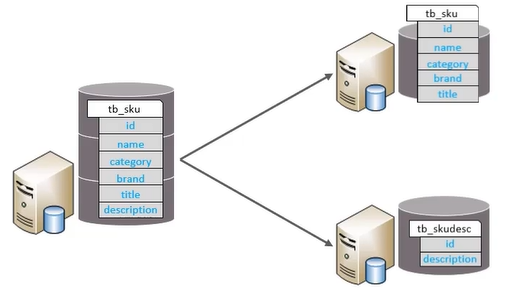 tb_sku
id
name
category
brand
title
description
tb_sku
id
name
category
brand
title
tb_skudesc
id
description